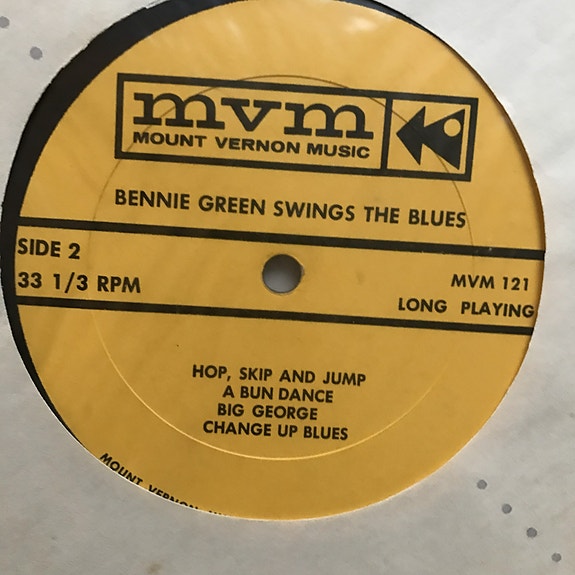 mvm
MOUNT VERNON MUSIC
BENNIE GREEN SWINGS THE BLUES
SIDE 2
33 1/3 RPM
MVM 121
LONG PLAYING
HOP, SKIP AND JUMP
A BUN DANCE
BIG GEORGE
CHANGE UP BLUES
MOUNT VERNON